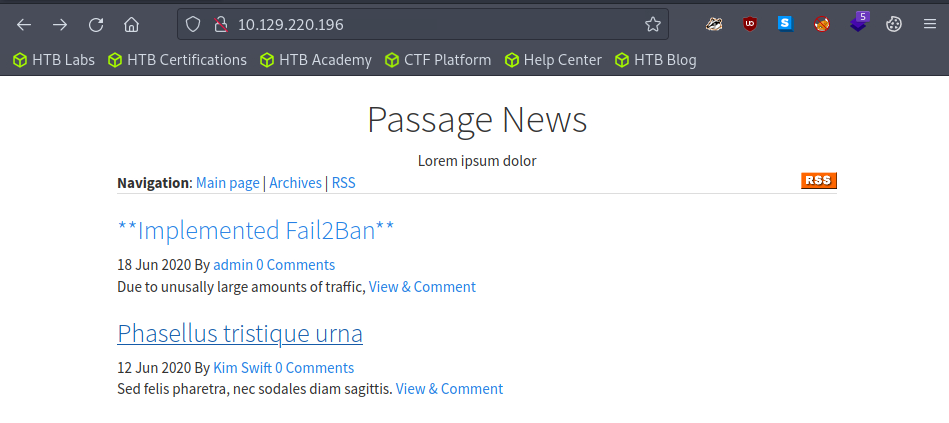 10.129.220.196
5
HTB Labs HTB Certifications HTB Academy CTF Platform Help Center HTB Blog
Passage News
Lorem ipsum dolor
Navigation: Main page | Archives | RSS RSS
**Implemented Fail2Ban**
18 Jun 2020 By admin 0 Comments
Due to unusally large amounts of traffic, View & Comment
Phasellus tristique urna
12 Jun 2020 By Kim Swift 0 Comments
Sed felis pharetra, nec sodales diam sagittis. View & Comment